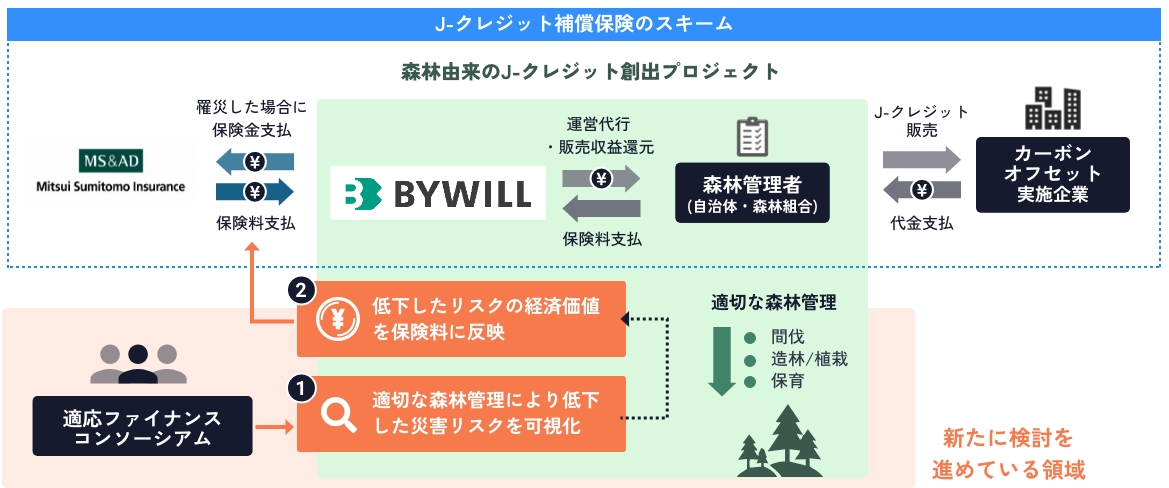 J-クレジット補償保険のスキーム
森林由来のJ-クレジット創出プロジェクト
罹災した場合に
保険金支払
¥
¥
保険料支払
MS&AD
Mitsui Sumitomo Insurance
BYWILL
運営代行
・販売収益還元
¥
保険料支払
森林管理者
(自治体・森林組合)
J-クレジット
販売
¥
代金支払
カーボン
オフセット
実施企業
2
¥
低下したリスクの経済価値
を保険料に反映
1
適切な森林管理により低下
した災害リスクを可視化
適応ファイナンス
コンソーシアム
適切な森林管理
● 間伐
● 造林/植栽
● 保育
新たに検討を
進めている領域